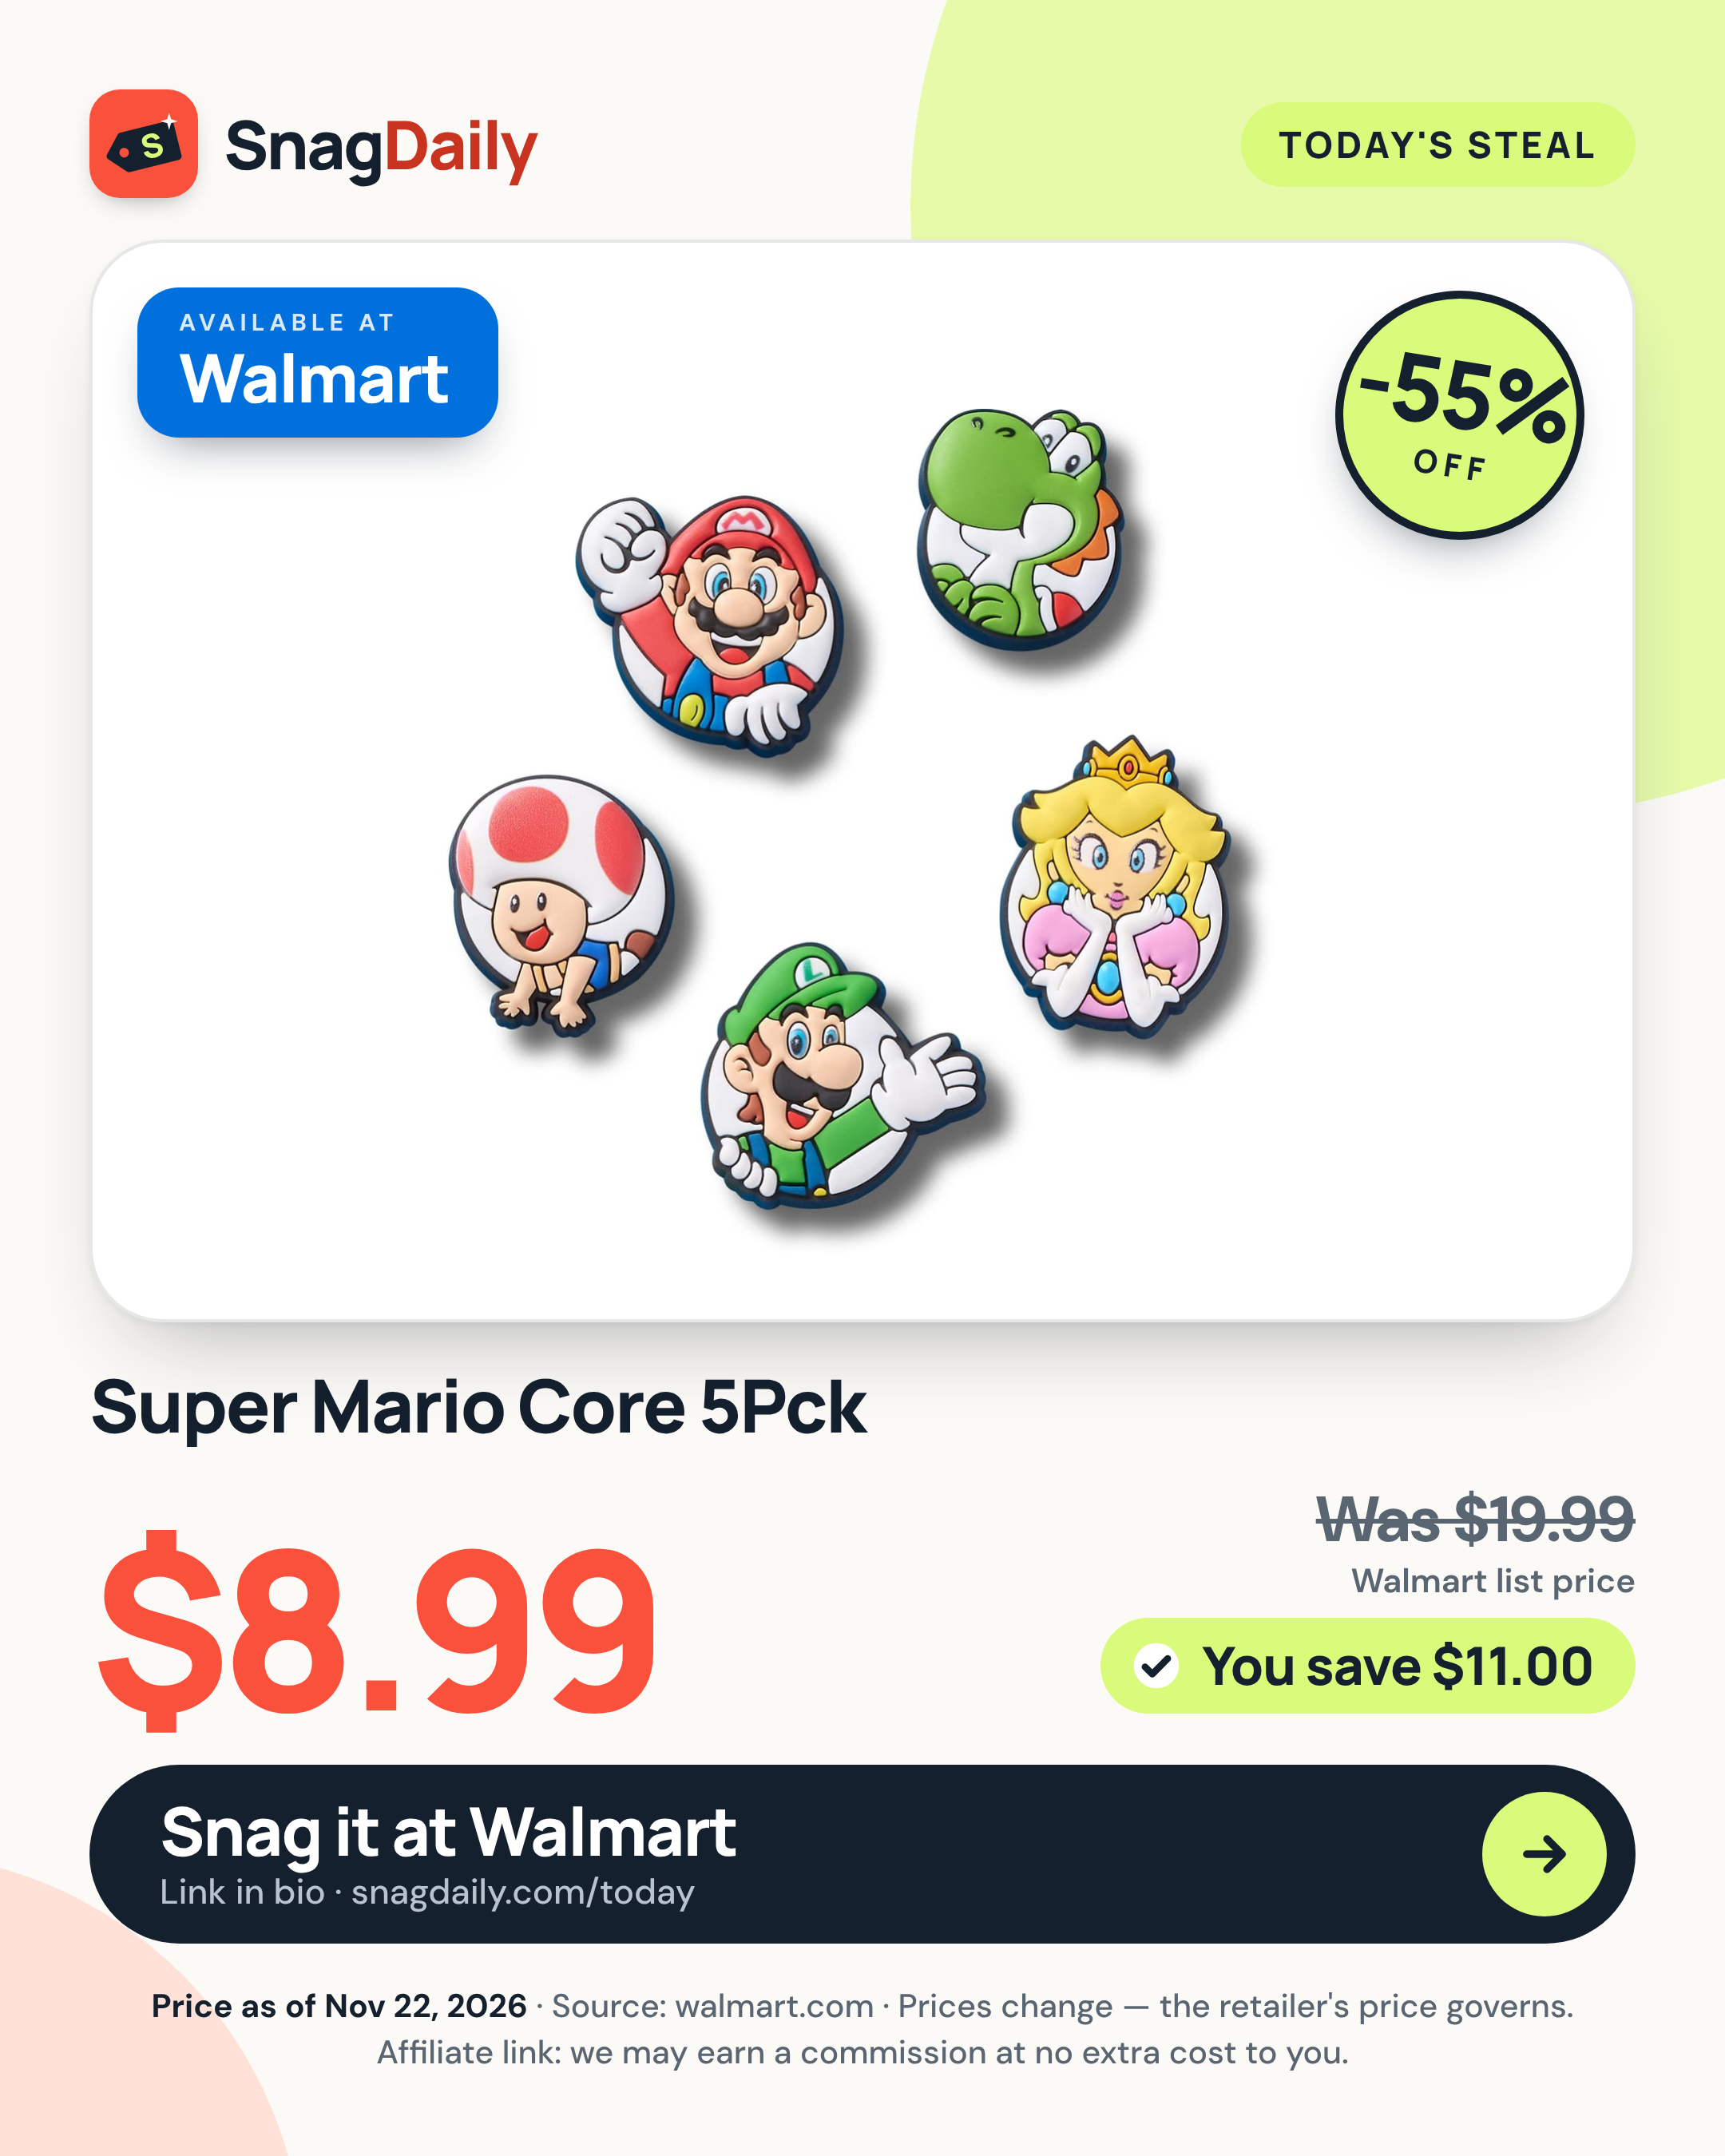 S
SnagDaily
TODAY'S STEAL
AVAILABLE AT
Walmart
-55%
OFF
M
L
Super Mario Core 5Pck
Was $19.99
Walmart list price
$8.99
You save $11.00
Snag it at Walmart
Link in bio · snagdaily.com/today
Price as of Nov 22, 2026 · Source: walmart.com · Prices change — the retailer's price governs.
Affiliate link: we may earn a commission at no extra cost to you.